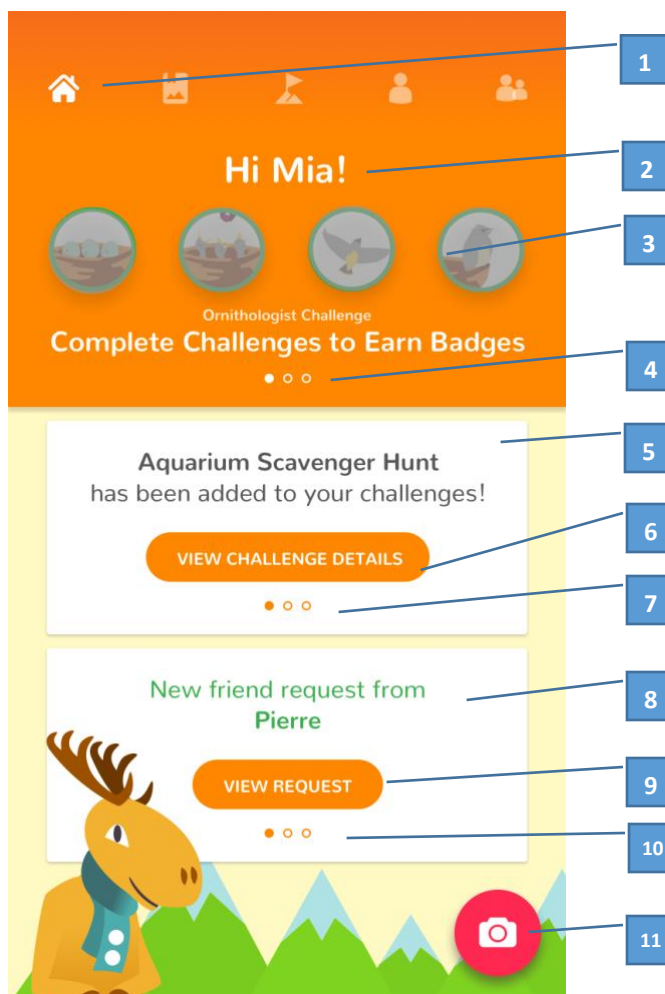 1
Hi Mia!
2
3
Ornithologist Challenge
Complete Challenges to Earn Badges
4
Aquarium Scavenger Hunt
5
has been added to your challenges!
VIEW CHALLENGE DETAILS
6
7
New friend request from
8
Pierre
VIEW REQUEST
9
10
11